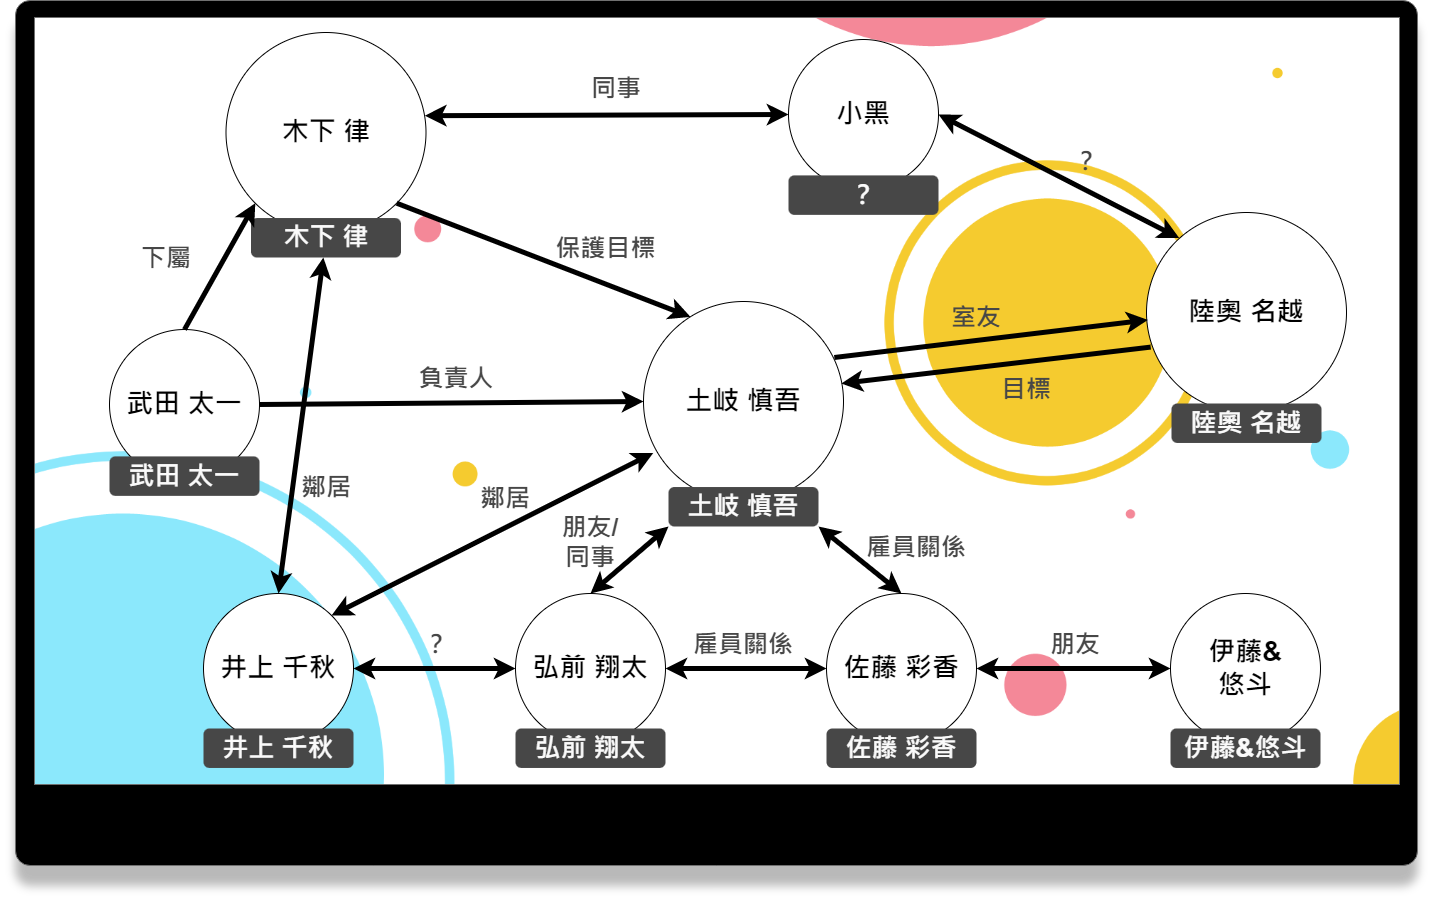 同事
木下 律
小黑
?
?
木下 律
下屬
保護目標
室友
陸奧 名越
目標
陸奧 名越
負責人
武田 太一
土岐 慎吾
武田 太一
鄰居
鄰居
土岐 慎吾
朋友/
同事
雇員關係
?
雇員關係
朋友
井上 千秋
弘前 翔太
佐藤 彩香
伊藤&
悠斗
井上 千秋
弘前 翔太
佐藤 彩香
伊藤&悠斗